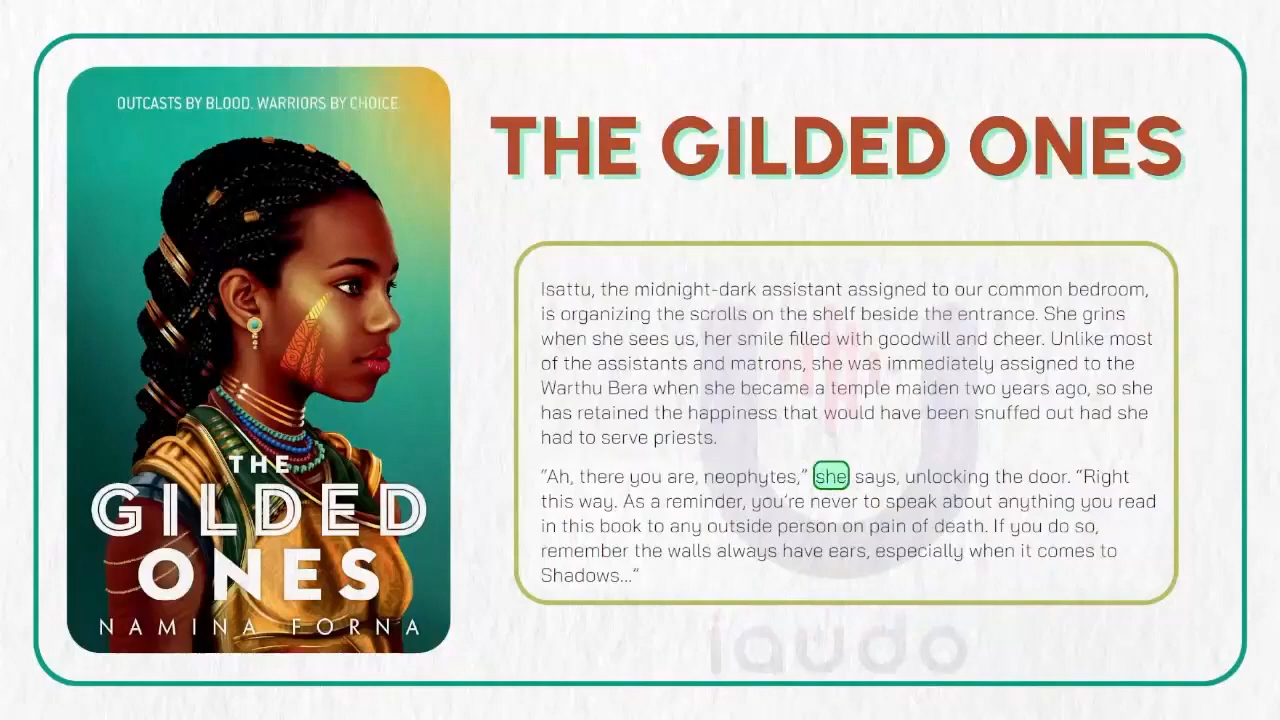 OUTCASTS BY BLOOD. WARRIORS BY CHOICE.
THE
GILDED
ONES
NAMINA FORNA
THE GILDED ONES
Isattu, the midnight-dark assistant assigned to our common bedroom,
is organizing the scrolls on the shelf beside the entrance. She grins
when she sees us, her smile filled with goodwill and cheer. Unlike most
of the assistants and matrons, she was immediately assigned to the
Warthu Bera when she became a temple maiden two years ago, so she
has retained the happiness that would have been snuffed out had she
had to serve priests.
“Ah, there you are, neophytes,” she says, unlocking the door. “Right
this way. As a reminder, you’re never to speak about anything you read
in this book to any outside person on pain of death. If you do so,
remember the walls always have ears, especially when it comes to
Shadows...”
iaudo